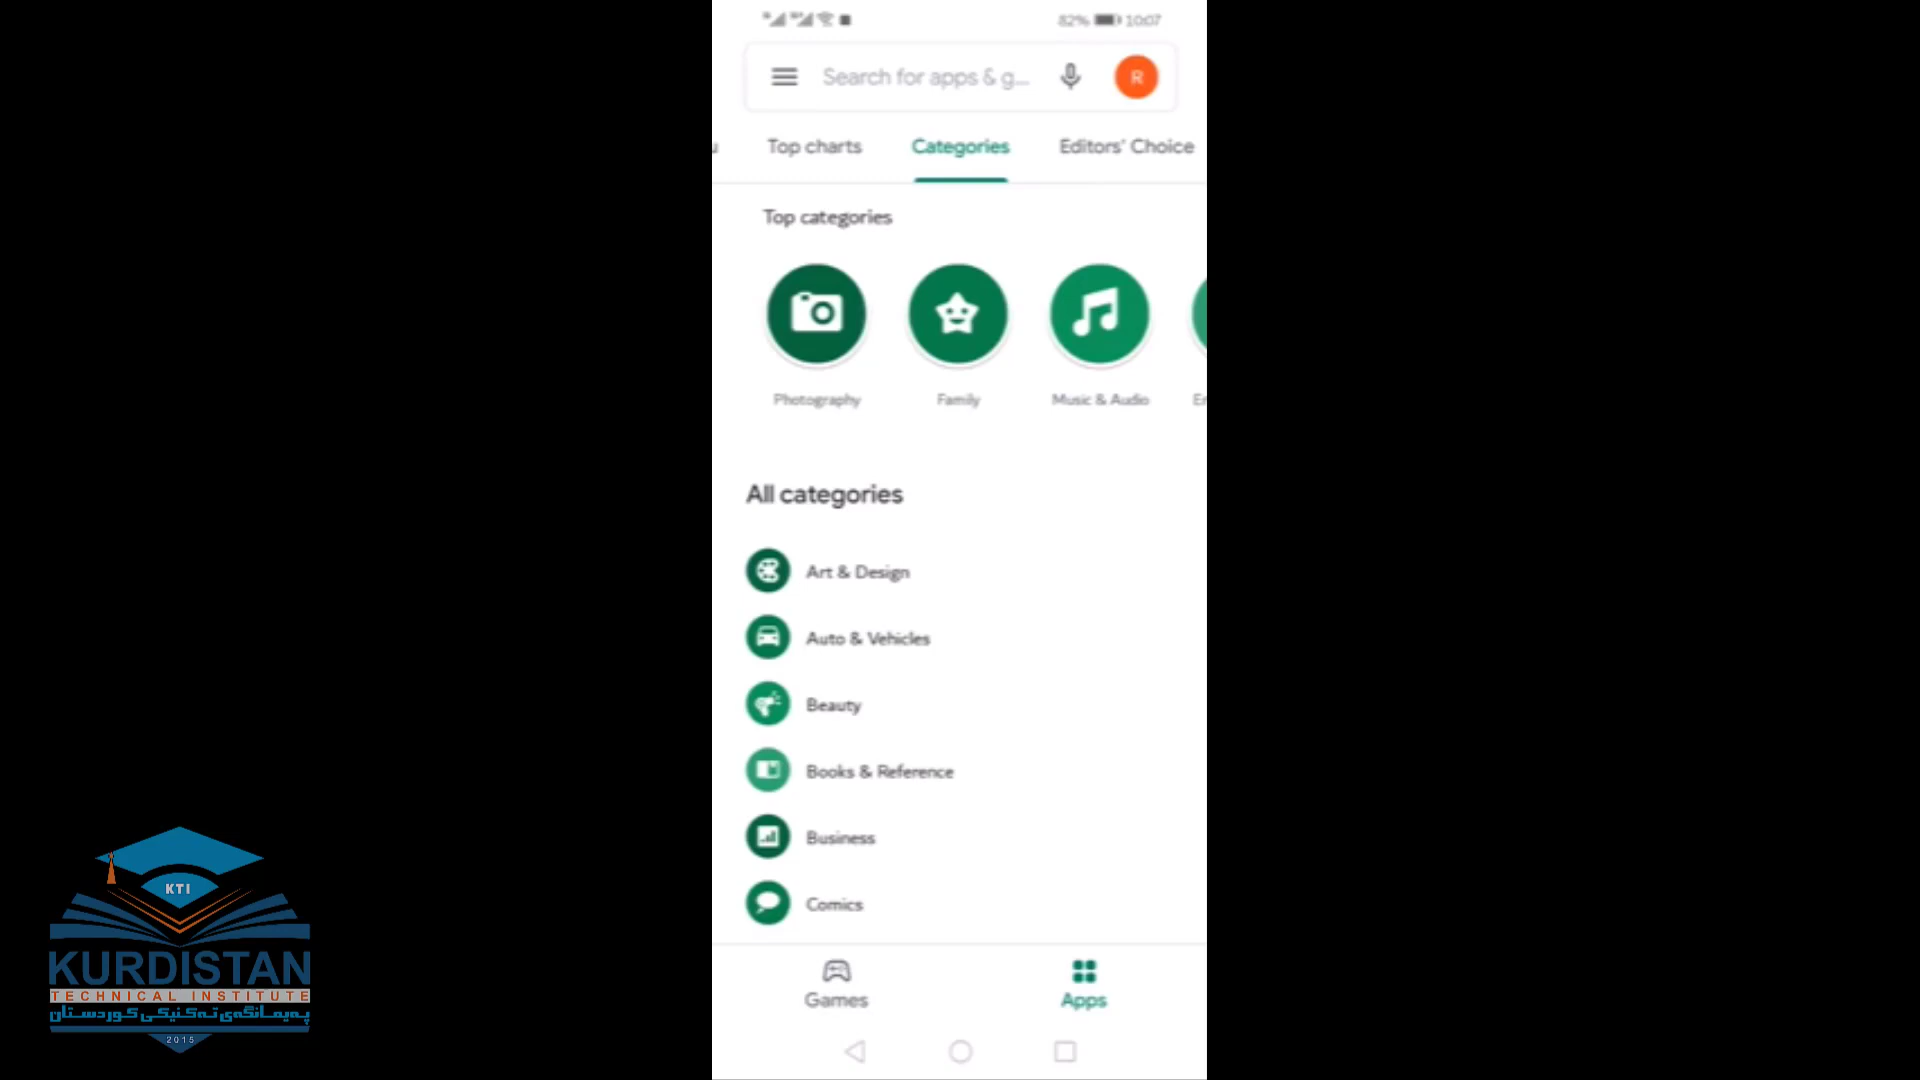 82% 10:07
Search for apps & g...
R
Top charts Categories Editors' Choice
Top categories
Photography Family Music & Audio
All categories
Art & Design
Auto & Vehicles
Beauty
Books & Reference
Business
Comics
Games Apps
KTI
KURDISTAN
TECHNICAL INSTITUTE
پەیمانگەی تەکنیکی کوردستان
2015